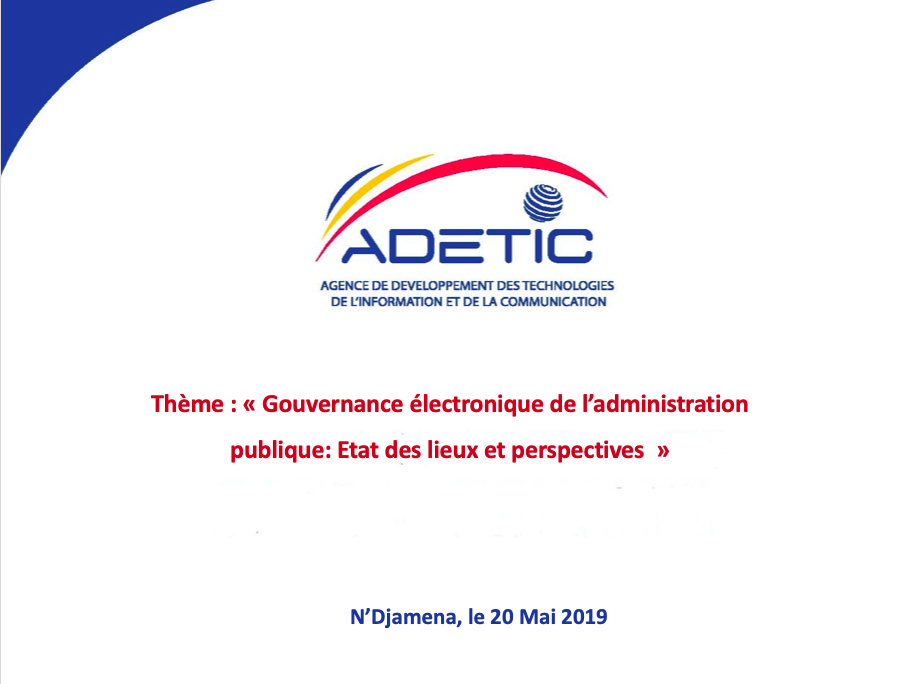 ADETIC
AGENCE DE DEVELOPPEMENT DES TECHNOLOGIES
DE L'INFORMATION ET DE LA COMMUNICATION
Thème : « Gouvernance électronique de l’administration
publique: Etat des lieux et perspectives »
N’Djamena, le 20 Mai 2019